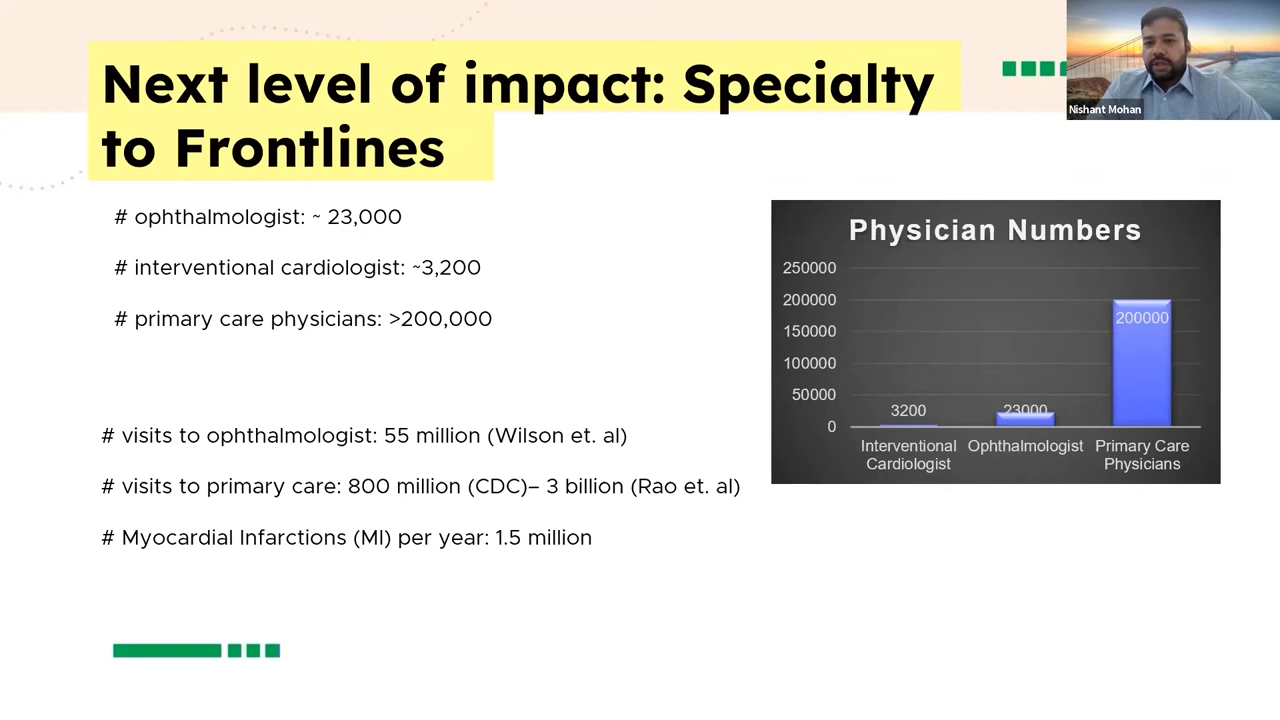 Next level of impact: Specialty
to Frontlines
Nishant Mohan
# ophthalmologist: ~ 23,000
# interventional cardiologist: ~3,200
# primary care physicians: >200,000
# visits to ophthalmologist: 55 million (Wilson et. al)
# visits to primary care: 800 million (CDC)– 3 billion (Rao et. al)
# Myocardial Infarctions (MI) per year: 1.5 million
Physician Numbers
250000
200000
150000
100000
50000
0
3200
23000
200000
Interventional
Cardiologist
Ophthalmologist
Primary Care
Physicians